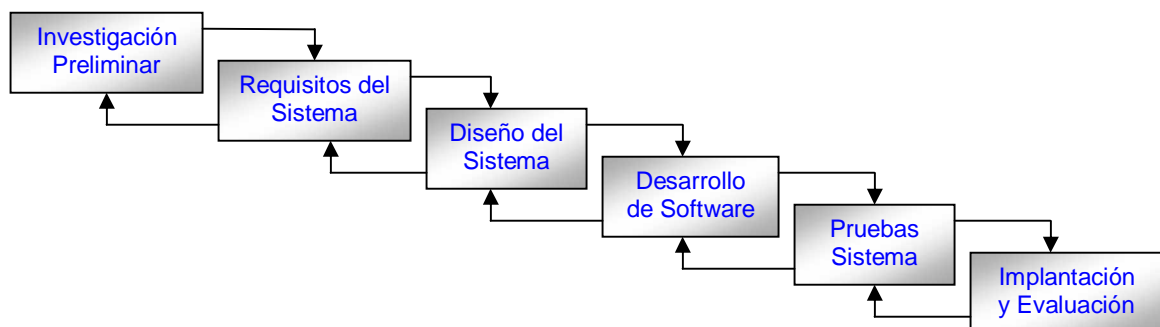 Investigación
Preliminar
Requisitos del
Sistema
Diseño del
Sistema
Desarrollo
de Software
Pruebas
Sistema
Implantación
y Evaluación